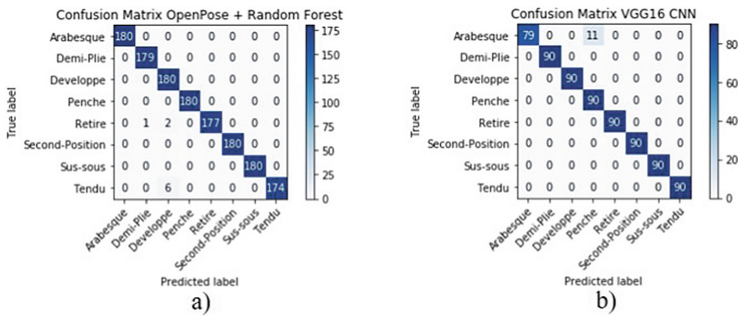 Confusion Matrix OpenPose + Random Forest
True label
Arabesque 180 0 0 0 0 0 0 0
Demi-Plie 0 179 0 0 0 0 0 0
Developpe 0 0 180 0 0 0 0 0
Penche 0 0 0 180 0 0 0 0
Retire 0 1 2 0 177 0 0 0
Second-Position 0 0 0 0 0 180 0 0
Sus-sous 0 0 0 0 0 0 180 0
Tendu 0 0 6 0 0 0 0 174
Arabesque
Demi-Plie
Developpe
Penche
Retire
Second-Position
Sus-sous
Tendu
Predicted label
175
150
125
100
75
50
25
0
a)
Confusion Matrix VGG16 CNN
True label
Arabesque 79 0 0 11 0 0 0 0
Demi-Plie 0 90 0 0 0 0 0 0
Developpe 0 0 90 0 0 0 0 0
Penche 0 0 0 90 0 0 0 0
Retire 0 0 0 0 90 0 0 0
Second-Position 0 0 0 0 0 90 0 0
Sus-sous 0 0 0 0 0 0 90 0
Tendu 0 0 0 0 0 0 0 90
Arabesque
Demi-Plie
Developpe
Penche
Retire
Second-Position
Sus-sous
Tendu
Predicted label
80
60
40
20
0
b)